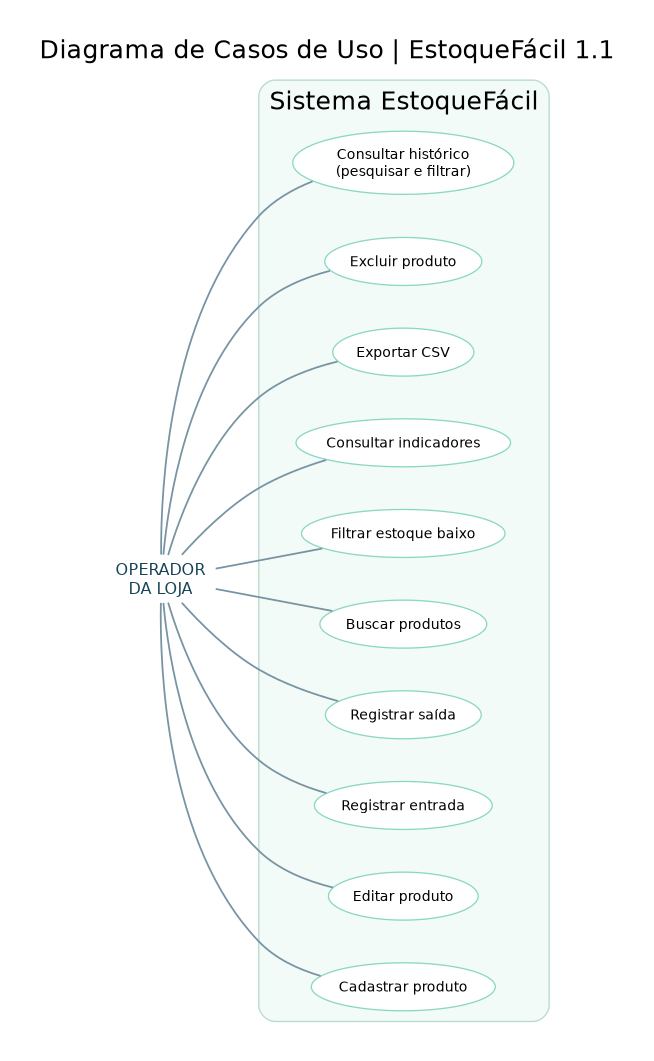 Diagrama de Casos de Uso | EstoqueFácil 1.1
Sistema EstoqueFácil
Consultar histórico
(pesquisar e filtrar)
Excluir produto
Exportar CSV
Consultar indicadores
Filtrar estoque baixo
OPERADOR
DA LOJA
Buscar produtos
Registrar saída
Registrar entrada
Editar produto
Cadastrar produto